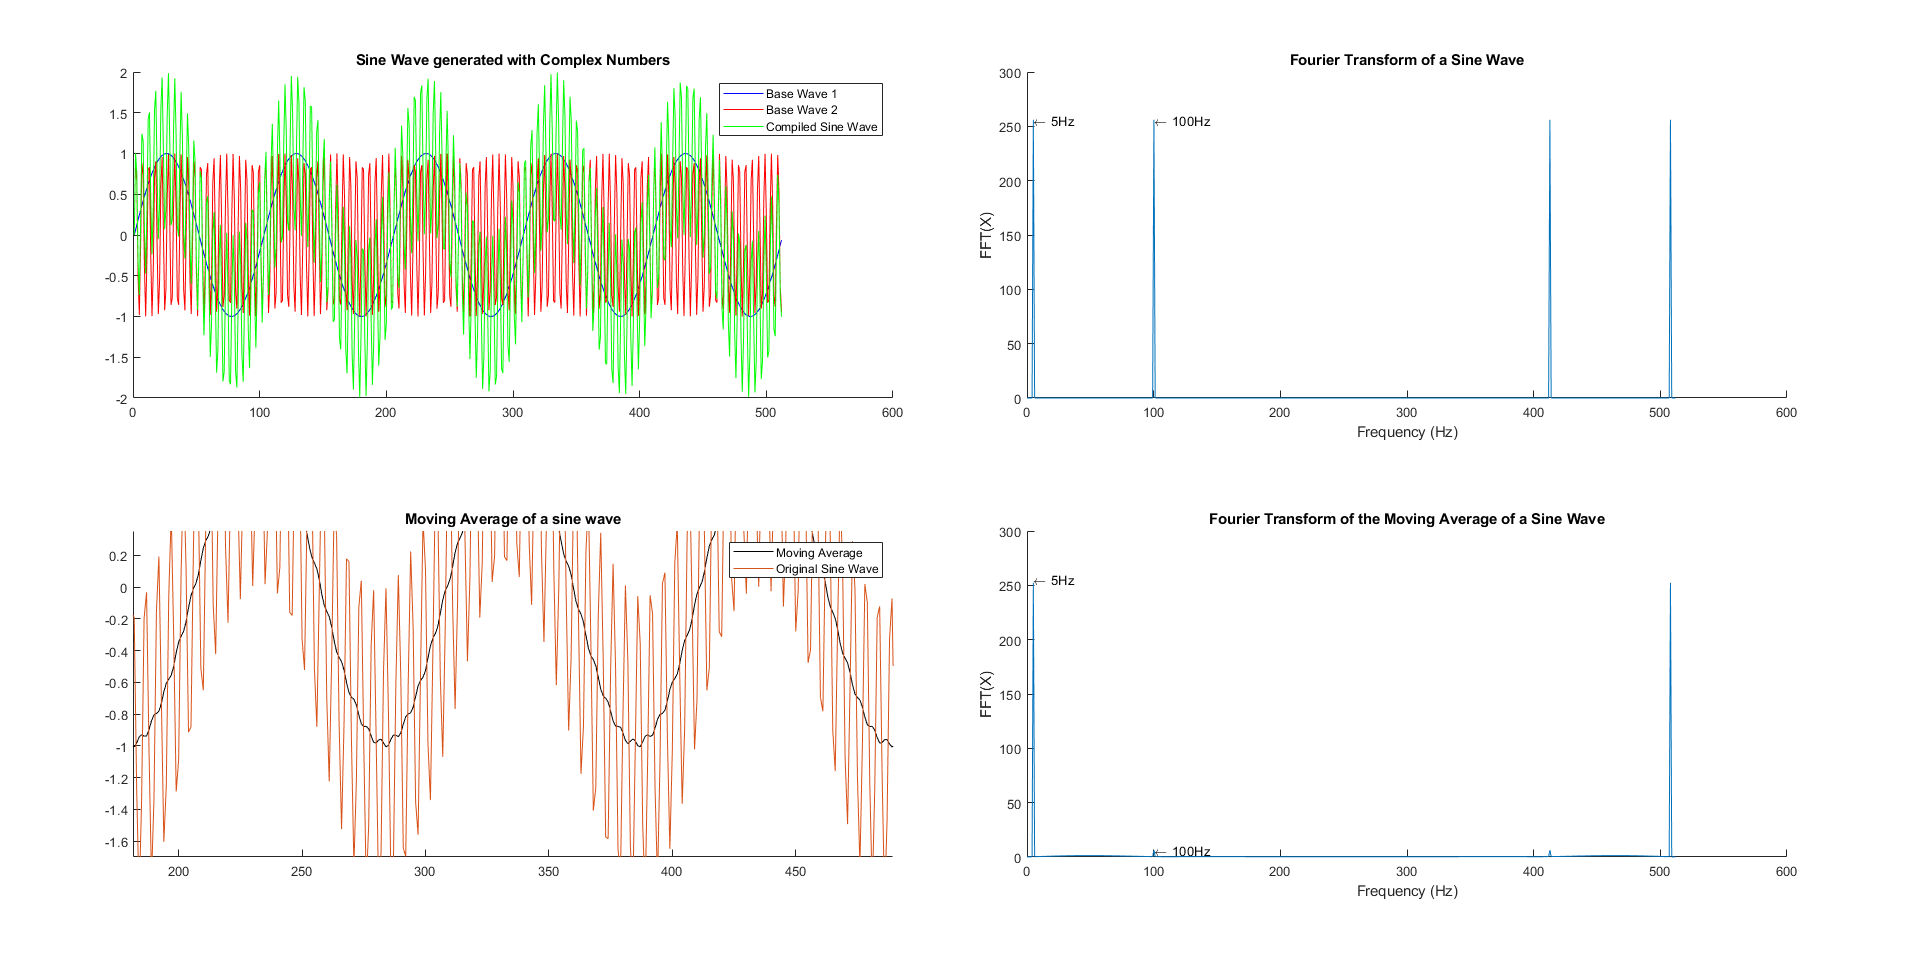 Sine Wave generated with Complex Numbers
2
1.5
1
0.5
0
-0.5
-1
-1.5
-2
0 100 200 300 400 500 600
Base Wave 1
Base Wave 2
Compiled Sine Wave
Fourier Transform of a Sine Wave
300
250
200
150
100
50
0
FFT(X)
← 5Hz
← 100Hz
0 100 200 300 400 500 600
Frequency (Hz)
Moving Average of a sine wave
0.2
0
-0.2
-0.4
-0.6
-0.8
-1
-1.2
-1.4
-1.6
200 250 300 350 400 450
Moving Average
Original Sine Wave
Fourier Transform of the Moving Average of a Sine Wave
300
250
200
150
100
50
0
FFT(X)
← 5Hz
← 100Hz
0 100 200 300 400 500 600
Frequency (Hz)